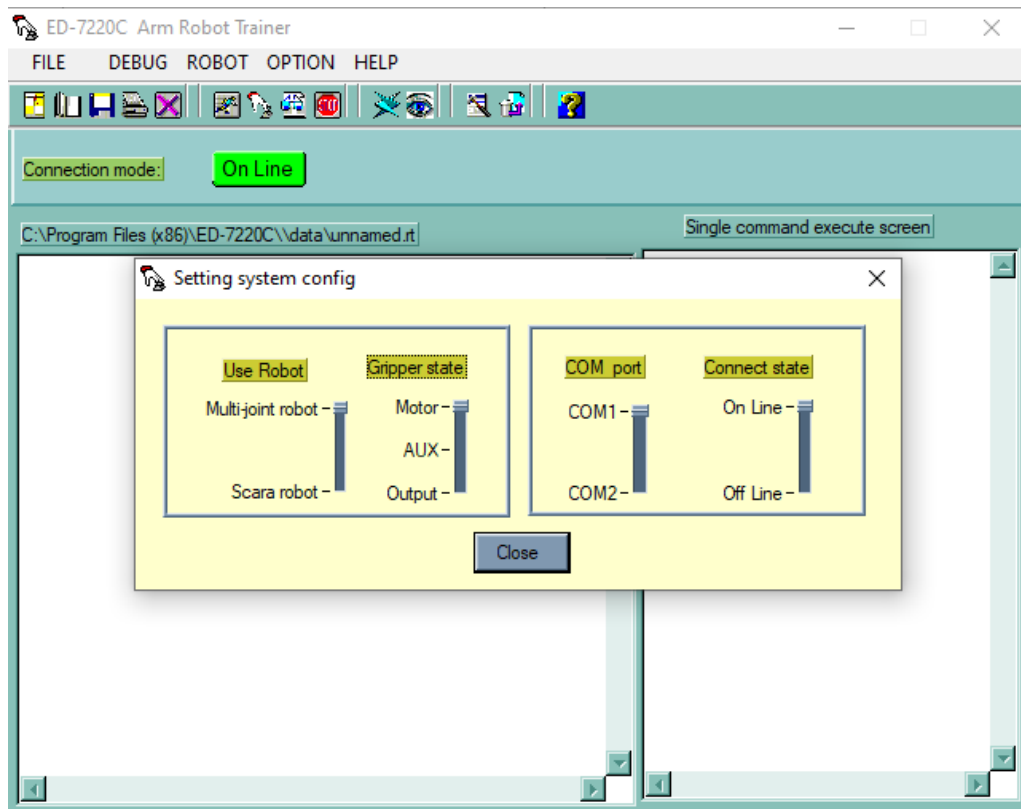 ED-7220C Arm Robot Trainer
FILE DEBUG ROBOT OPTION HELP
Connection mode: On Line
C:\Program Files (x86)\ED-7220C\\data\unnamed.rt
Single command execute screen
Setting system config
Use Robot
Multi-joint robot
Scara robot
Gripper state
Motor
AUX
Output
COM port
COM1
COM2
Connect state
On Line
Off Line
Close